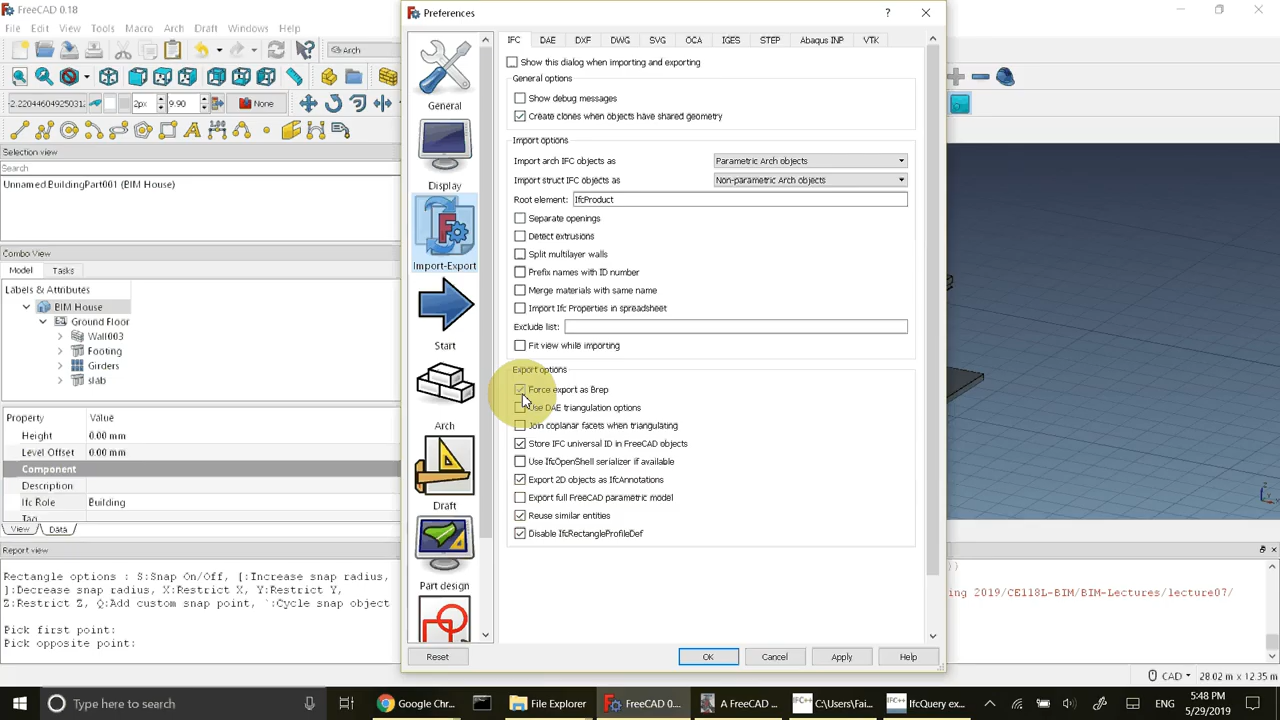 FreeCAD 0.18
File Edit View Tools Macro Arch Draft Windows Help
Arch
-2.22044604925031 2px 9.90 None
Selection view
Search
Unnamed.BuildingPart001 (BIM House)
Combo View
Model Tasks
Labels & Attributes
BIM House
Ground Floor
Wall003
Footing
Girders
slab
Property Value
Height 0.00 mm
Level Offset 0.00 mm
Component
Description
Ifc Role Building
Tag
View Data
Report view
Rectangle options : S:Snap On/Off, [:Increase snap radius,
]:Decrease snap radius, X:Restrict X, Y:Restrict Y,
Z:Restrict Z, Q:Add custom snap point, `:Cycle snap object
Pick first point:
Pick opposite point:
Preferences
?
General
Display
Import-Export
Start
Arch
Draft
Part design
IFC DAE DXF DWG SVG OCA IGES STEP Abaqus INP VTK
Show this dialog when importing and exporting
General options
Show debug messages
Create clones when objects have shared geometry
Import options
Import arch IFC objects as Parametric Arch objects
Import struct IFC objects as Non-parametric Arch objects
Root element: IfcProduct
Separate openings
Detect extrusions
Split multilayer walls
Prefix names with ID number
Merge materials with same name
Import Ifc Properties in spreadsheet
Exclude list:
Fit view while importing
Export options
Force export as Brep
Use DAE triangulation options
Join coplanar facets when triangulating
Store IFC universal ID in FreeCAD objects
Use IfcOpenShell serializer if available
Export 2D objects as IfcAnnotations
Export full FreeCAD parametric model
Reuse similar entities
Disable IfcRectangleProfileDef
Reset OK Cancel Apply Help
))
ing 2019/CE118L-BIM/BIM-Lectures/lecture07/
CAD 28.02 m x 12.35 m
Type here to search
Google Chr... File Explorer FreeCAD 0... A FreeCAD ... C:\Users\Fai... IfcQuery ex...
5:48 PM
5/29/2019